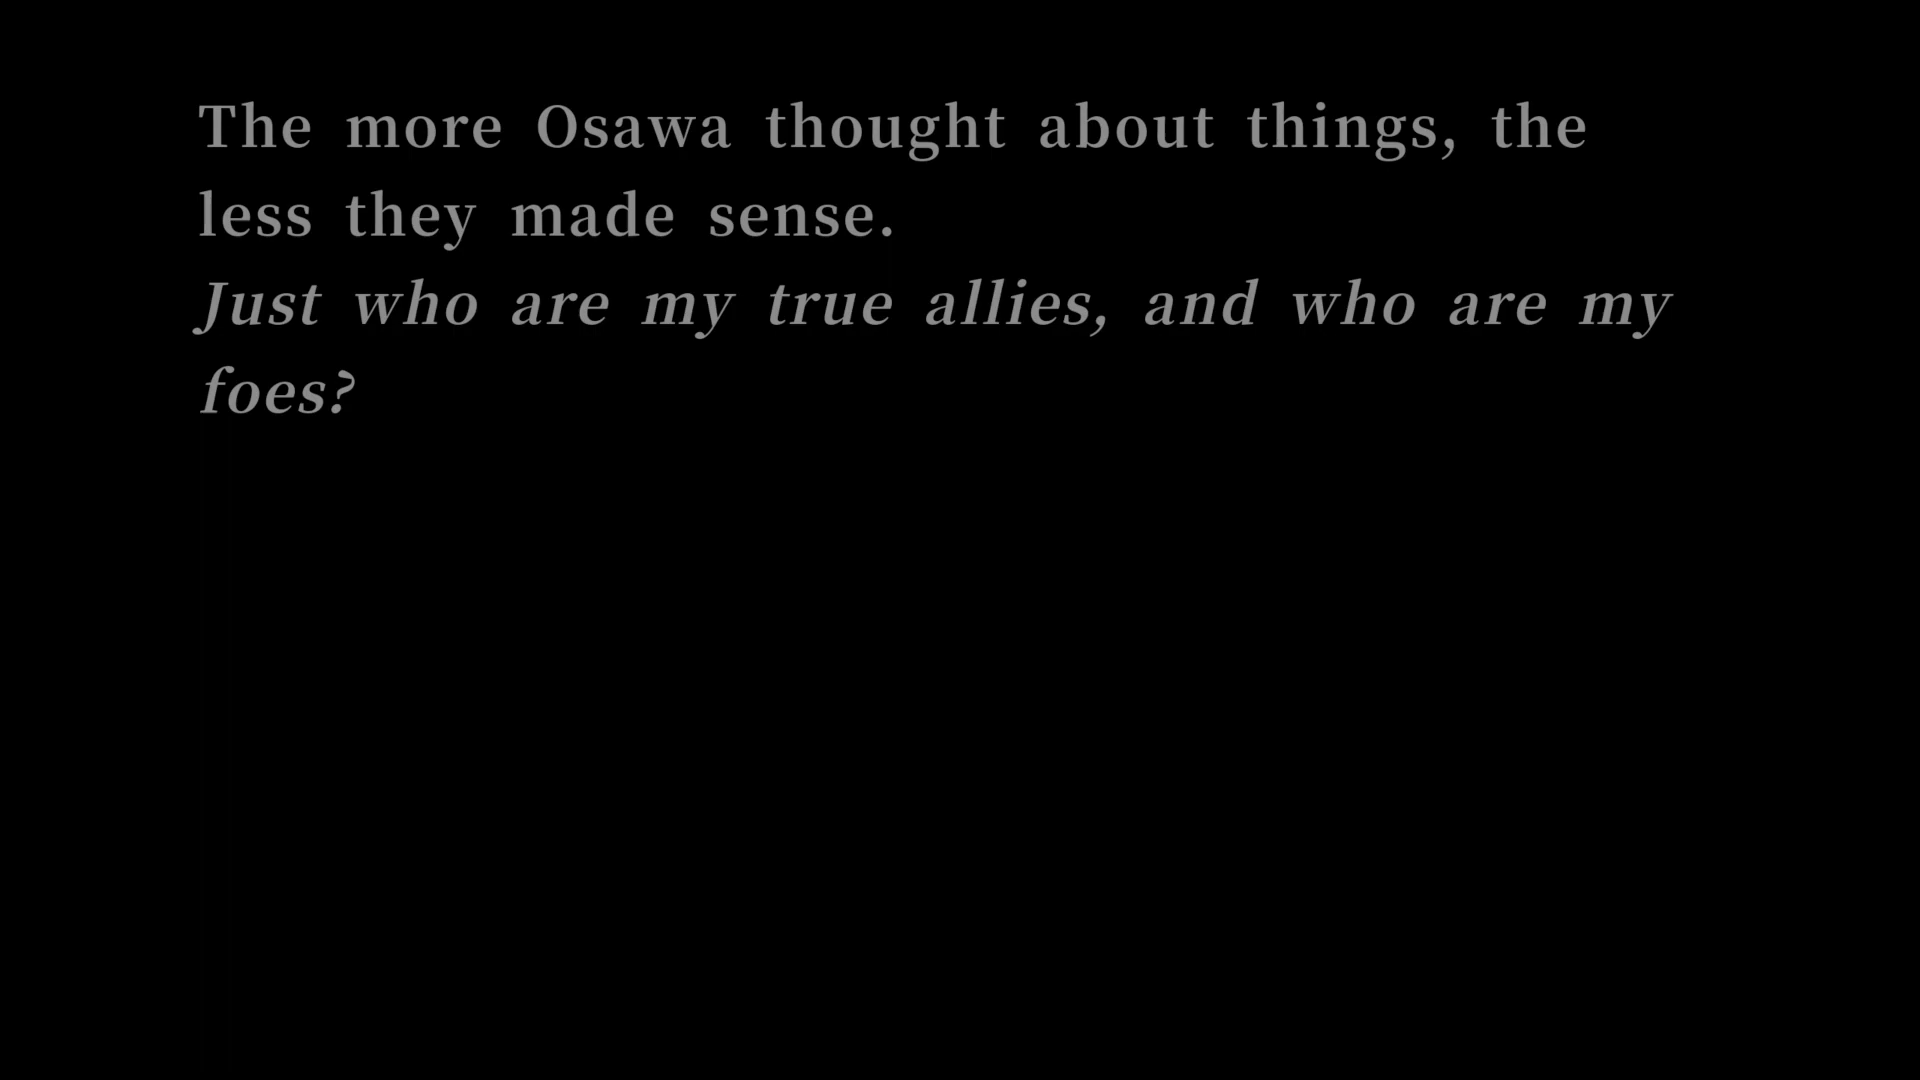 The more Osawa thought about things, the
less they made sense.
Just who are my true allies, and who are my
foes?